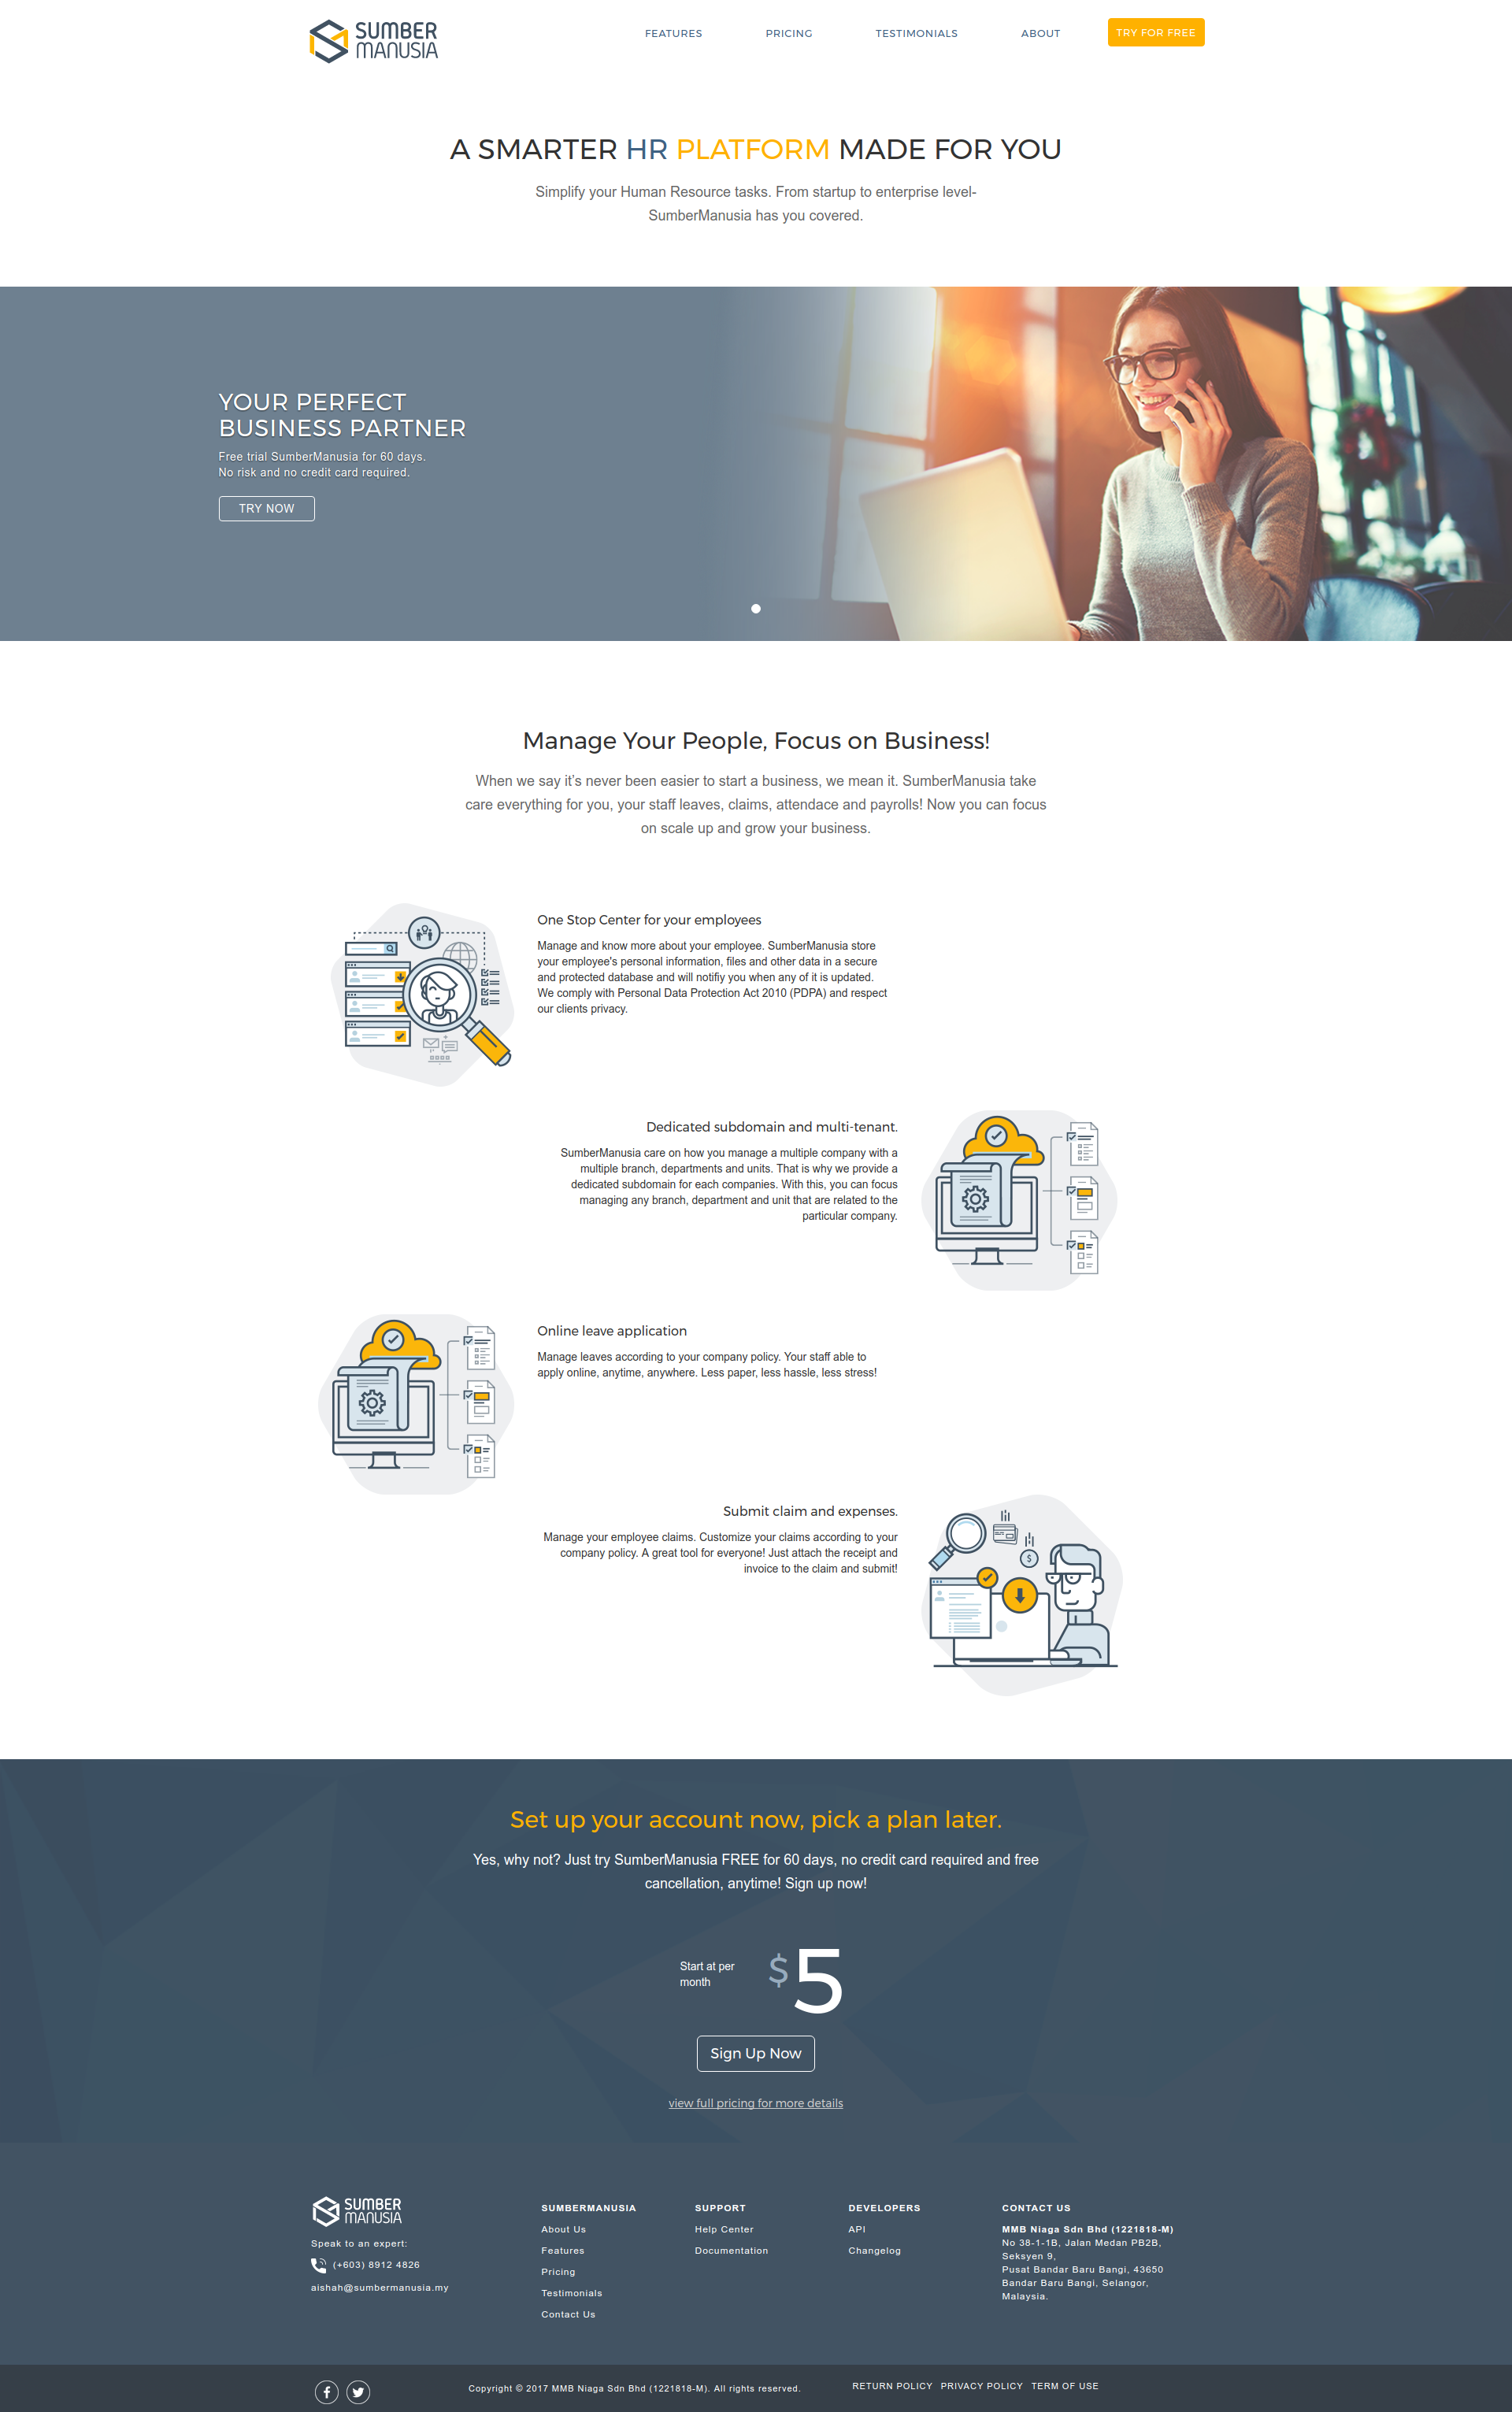 SUMBER
MANUSIA
FEATURES
PRICING
TESTIMONIALS
ABOUT
TRY FOR FREE
A SMARTER HR PLATFORM MADE FOR YOU
Simplify your Human Resource tasks. From startup to enterprise level-
SumberManusia has you covered.
YOUR PERFECT
BUSINESS PARTNER
Free trial SumberManusia for 60 days.
No risk and no credit card required.
TRY NOW
Manage Your People, Focus on Business!
When we say it's never been easier to start a business, we mean it. SumberManusia take
care everything for you, your staff leaves, claims, attendace and payrolls! Now you can focus
on scale up and grow your business.
One Stop Center for your employees
Manage and know more about your employee. SumberManusia store
your employee's personal information, files and other data in a secure
and protected database and will notifiy you when any of it is updated.
We comply with Personal Data Protection Act 2010 (PDPA) and respect
our clients privacy.
Dedicated subdomain and multi-tenant.
SumberManusia care on how you manage a multiple company with a
multiple branch, departments and units. That is why we provide a
dedicated subdomain for each companies. With this, you can focus
managing any branch, department and unit that are related to the
particular company.
Online leave application
Manage leaves according to your company policy. Your staff able to
apply online, anytime, anywhere. Less paper, less hassle, less stress!
Submit claim and expenses.
Manage your employee claims. Customize your claims according to your
company policy. A great tool for everyone! Just attach the receipt and
invoice to the claim and submit!
$
Set up your account now, pick a plan later.
Yes, why not? Just try SumberManusia FREE for 60 days, no credit card required and free
cancellation, anytime! Sign up now!
Start at per
month
$5
Sign Up Now
view full pricing for more details
SUMBER
MANUSIA
Speak to an expert:
(+603) 8912 4826
aishah@sumbermanusia.my
SUMBERMANUSIA
About Us
Features
Pricing
Testimonials
Contact Us
SUPPORT
Help Center
Documentation
DEVELOPERS
API
Changelog
CONTACT US
MMB Niaga Sdn Bhd (1221818-M)
No 38-1-1B, Jalan Medan PB2B,
Seksyen 9,
Pusat Bandar Baru Bangi, 43650
Bandar Baru Bangi, Selangor,
Malaysia.
Copyright © 2017 MMB Niaga Sdn Bhd (1221818-M). All rights reserved.
RETURN POLICY PRIVACY POLICY TERM OF USE